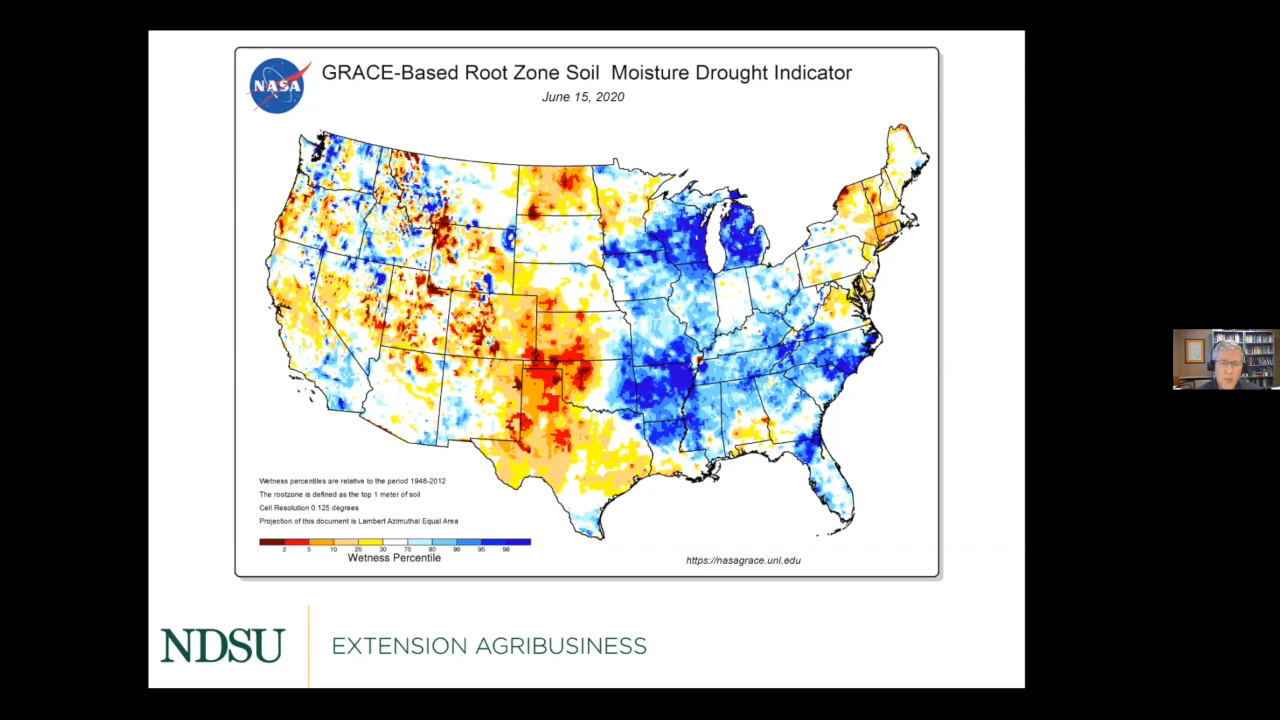 NASA
GRACE-Based Root Zone Soil Moisture Drought Indicator
June 15, 2020
Wetness percentiles are relative to the period 1948-2012
The rootzone is defined as the top 1 meter of soil
Cell Resolution 0.125 degrees
Projection of this document is Lambert Azimuthal Equal Area
2 5 10 20 30 70 80 90 95 98
Wetness Percentile
https://nasagrace.unl.edu
NDSU
EXTENSION AGRIBUSINESS